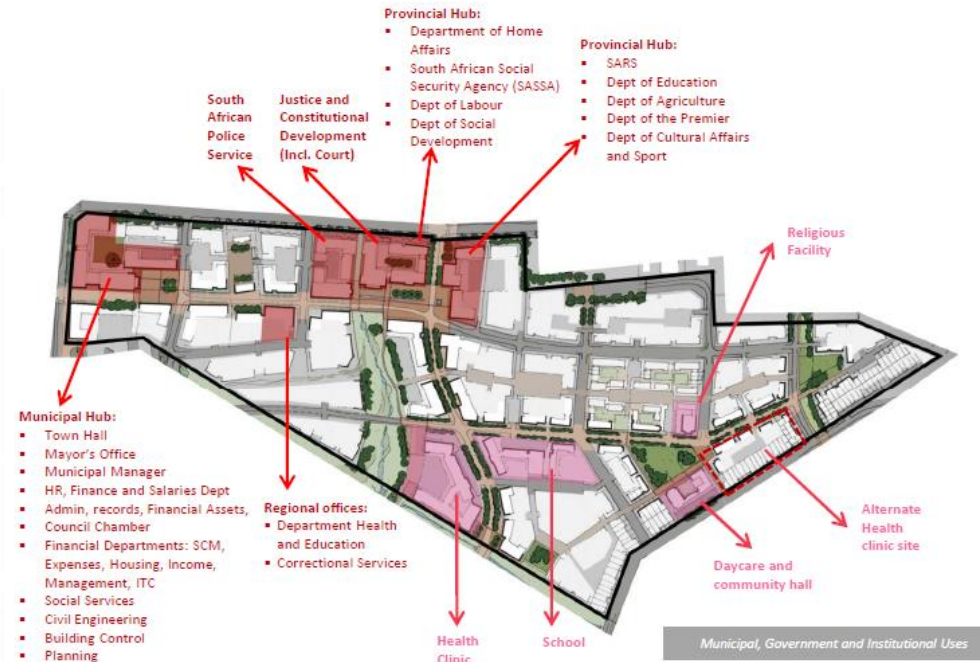 Provincial Hub:
▪ Department of Home
Affairs
▪ South African Social
Security Agency (SASSA)
▪ Dept of Labour
▪ Dept of Social
Development
Provincial Hub:
▪ SARS
▪ Dept of Education
▪ Dept of Agriculture
▪ Dept of the Premier
▪ Dept of Cultural Affairs
and Sport
South
African
Police
Service
Justice and
Constitutional
Development
(Incl. Court)
Religious
Facility
Municipal Hub:
▪ Town Hall
▪ Mayor's Office
▪ Municipal Manager
▪ HR, Finance and Salaries Dept
▪ Admin, records, Financial Assets,
▪ Council Chamber
▪ Financial Departments: SCM,
Expenses, Housing, Income,
Management, ITC
▪ Social Services
▪ Civil Engineering
▪ Building Control
▪ Planning
Regional offices:
▪ Department Health
and Education
▪ Correctional Services
Health
Clinic
School
Daycare and
community hall
Alternate
Health
clinic site
Municipal, Government and Institutional Uses